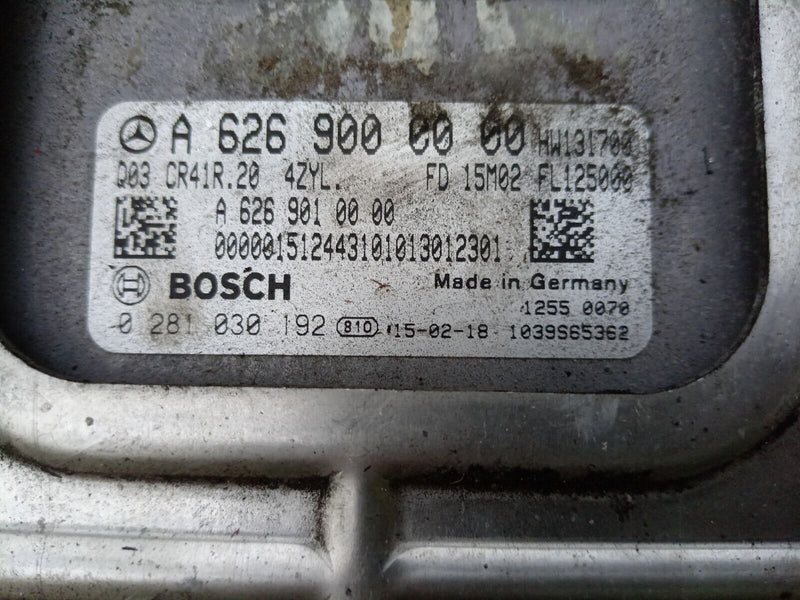 A 626 900 00 00 HW131700
Q03 CR41R.20 4ZYL. FD 15M02 FL125000
A 626 901 00 00
000001512443101013012301
BOSCH Made in Germany
1255 0070
0 281 030 192 810 15-02-18 1039S65362